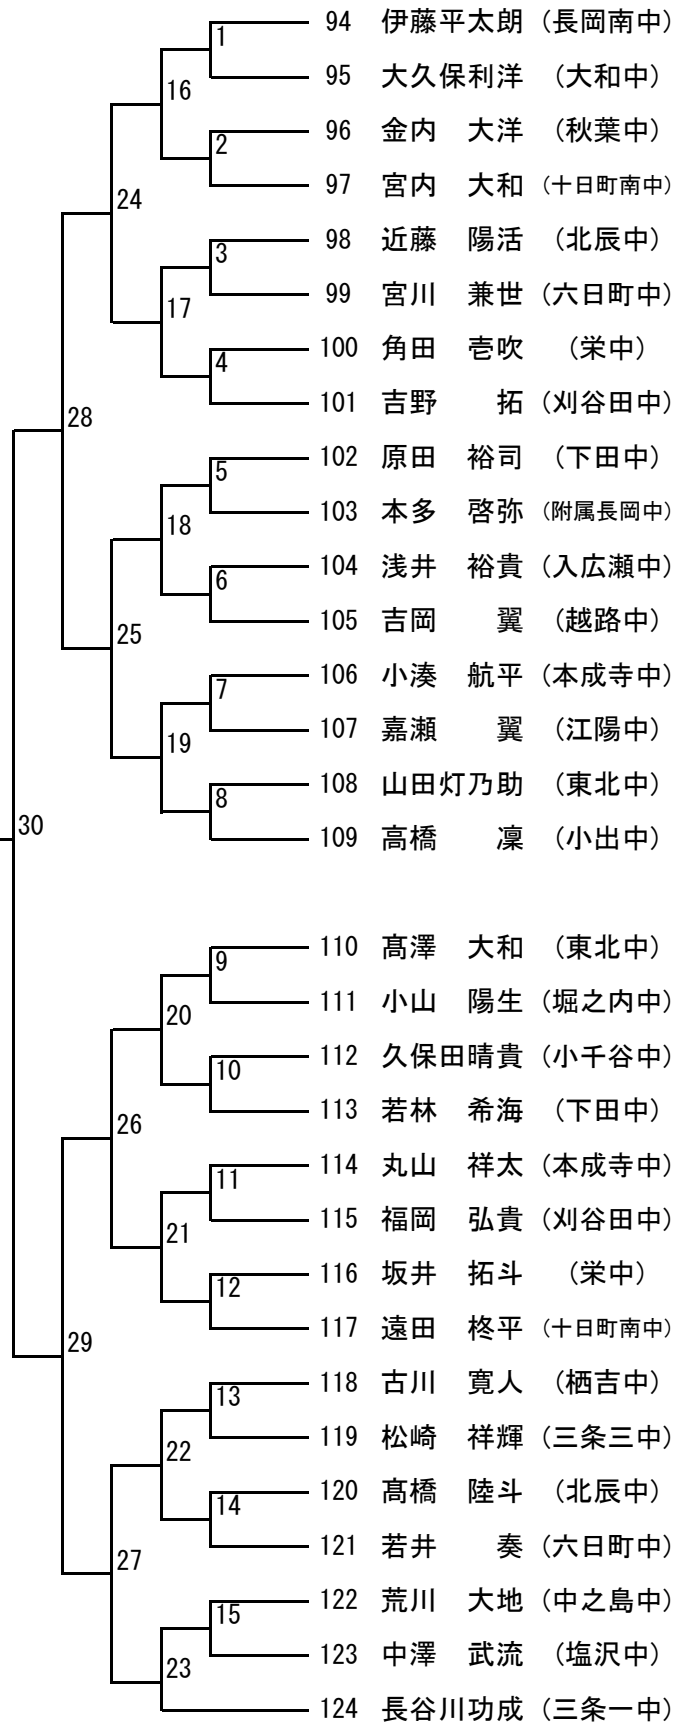 94 伊藤平太朗 (長岡南中)
1
95 大久保利洋 (大和中)
16
96 金内 大洋 (秋葉中)
2
97 宮内 大和 (十日町南中)
24
98 近藤 陽活 (北辰中)
3
99 宮川 兼世 (六日町中)
17
100 角田 壱吹 (栄中)
4
101 吉野 拓 (刈谷田中)
28
102 原田 裕司 (下田中)
5
103 本多 啓弥 (附属長岡中)
18
104 浅井 裕貴 (入広瀬中)
6
105 吉岡 翼 (越路中)
25
106 小湊 航平 (本成寺中)
7
107 嘉瀬 翼 (江陽中)
19
108 山田灯乃助 (東北中)
8
109 高橋 凜 (小出中)
30
110 髙澤 大和 (東北中)
9
111 小山 陽生 (堀之内中)
20
112 久保田晴貴 (小千谷中)
10
113 若林 希海 (下田中)
26
114 丸山 祥太 (本成寺中)
11
115 福岡 弘貴 (刈谷田中)
21
116 坂井 拓斗 (栄中)
12
117 遠田 柊平 (十日町南中)
29
118 古川 寛人 (栖吉中)
13
119 松崎 祥輝 (三条三中)
22
120 髙橋 陸斗 (北辰中)
14
121 若井 奏 (六日町中)
27
122 荒川 大地 (中之島中)
15
123 中澤 武流 (塩沢中)
23
124 長谷川功成 (三条一中)